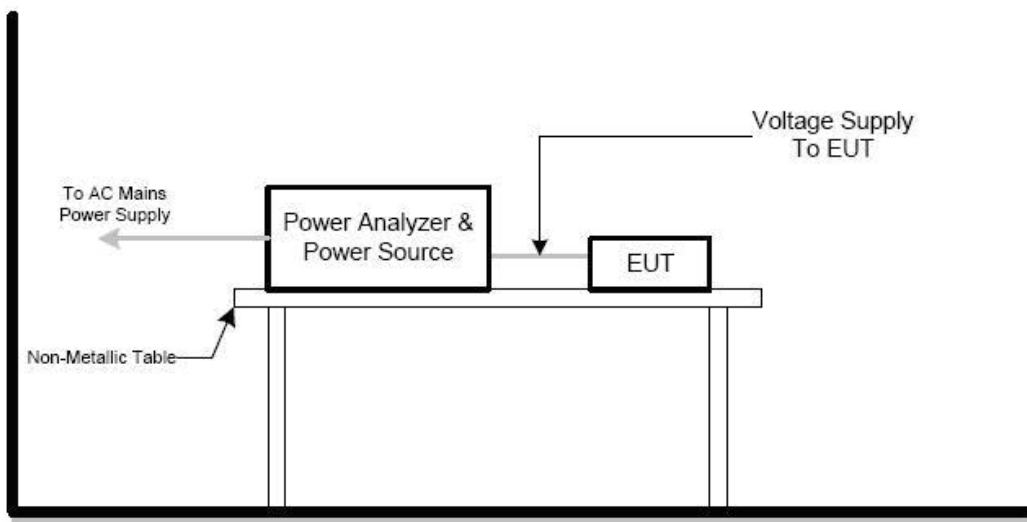 Voltage Supply
To EUT
To AC Mains
Power Supply
Power Analyzer &
Power Source
EUT
Non-Metallic Table